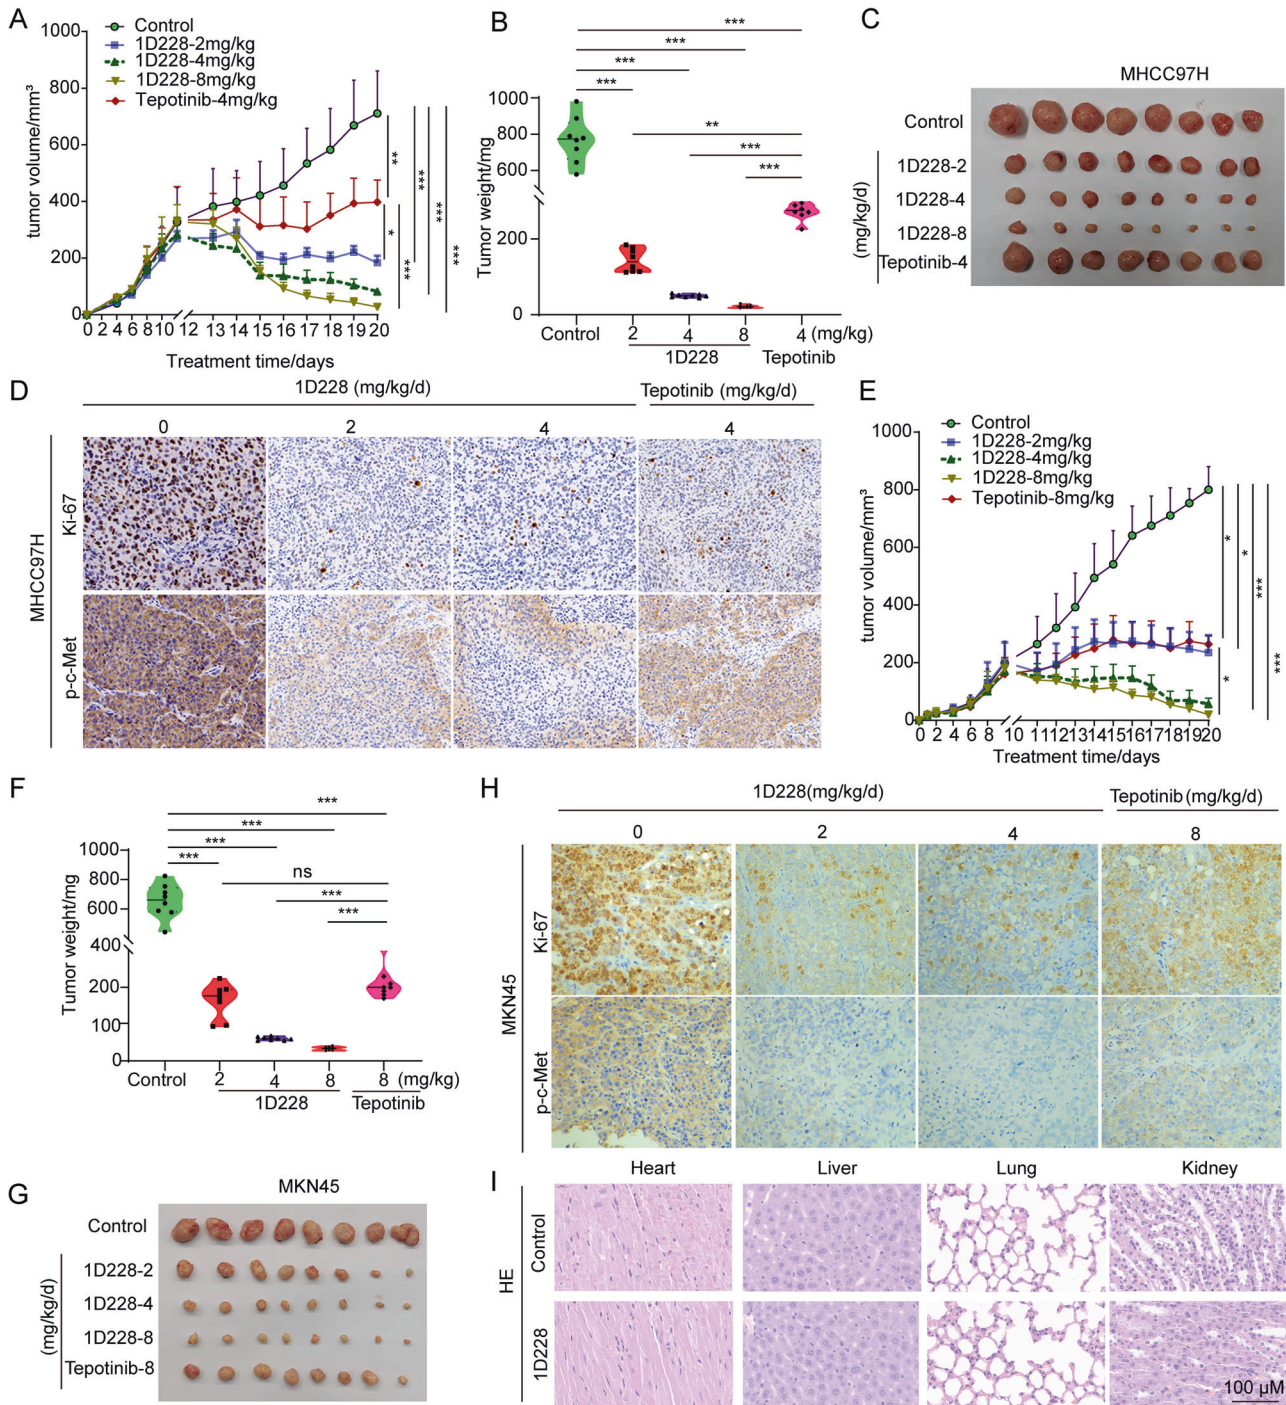 A
Control
1D228-2mg/kg
1D228-4mg/kg
1D228-8mg/kg
Tepotinib-4mg/kg
tumor volume/mm³
1000
800
600
400
200
0
0 2 4 6 8 10 12 13 14 15 16 17 18 19 20
Treatment time/days
**
***
***
***
*
***
B
***
***
***
***
**
***
***
Tumor weight/mg
1000
800
600
200
0
Control 2 4 8 4 (mg/kg)
1D228 Tepotinib
C
MHCC97H
Control
1D228-2
1D228-4
1D228-8
Tepotinib-4
(mg/kg/d)
D
1D228 (mg/kg/d) Tepotinib (mg/kg/d)
0 2 4 4
MHCC97H
Ki-67
p-c-Met
E
Control
1D228-2mg/kg
1D228-4mg/kg
1D228-8mg/kg
Tepotinib-8mg/kg
tumor volume/mm³
1000
800
600
400
200
0
0 2 4 6 8 10 11 12 13 14 15 16 17 18 19 20
Treatment time/days
*
*
***
***
*
F
***
***
***
***
ns
***
***
Tumor weight/mg
1000
800
600
400
200
100
0
Control 2 4 8 8 (mg/kg)
1D228 Tepotinib
G
MKN45
Control
1D228-2
1D228-4
1D228-8
Tepotinib-8
(mg/kg/d)
H
1D228(mg/kg/d) Tepotinib(mg/kg/d)
0 2 4 8
MKN45
Ki-67
p-c-Met
I
Heart Liver Lung Kidney
HE
Control
1D228
100 μM